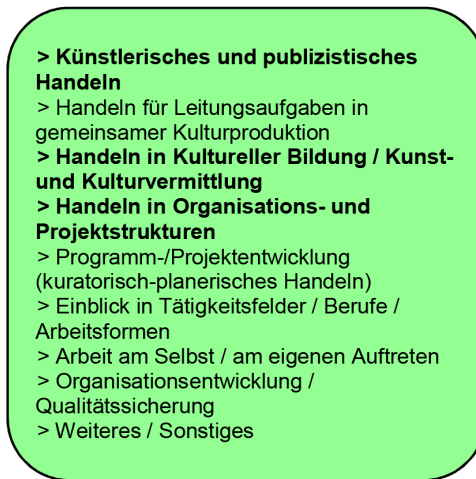 > Künstlerisches und publizistisches
Handeln
> Handeln für Leitungsaufgaben in
gemeinsamer Kulturproduktion
> Handeln in Kultureller Bildung / Kunst-
und Kulturvermittlung
> Handeln in Organisations- und
Projektstrukturen
> Programm-/Projektentwicklung
(kuratorisch-planerisches Handeln)
> Einblick in Tätigkeitsfelder / Berufe /
Arbeitsformen
> Arbeit am Selbst / am eigenen Auftreten
> Organisationsentwicklung /
Qualitätssicherung
> Weiteres / Sonstiges